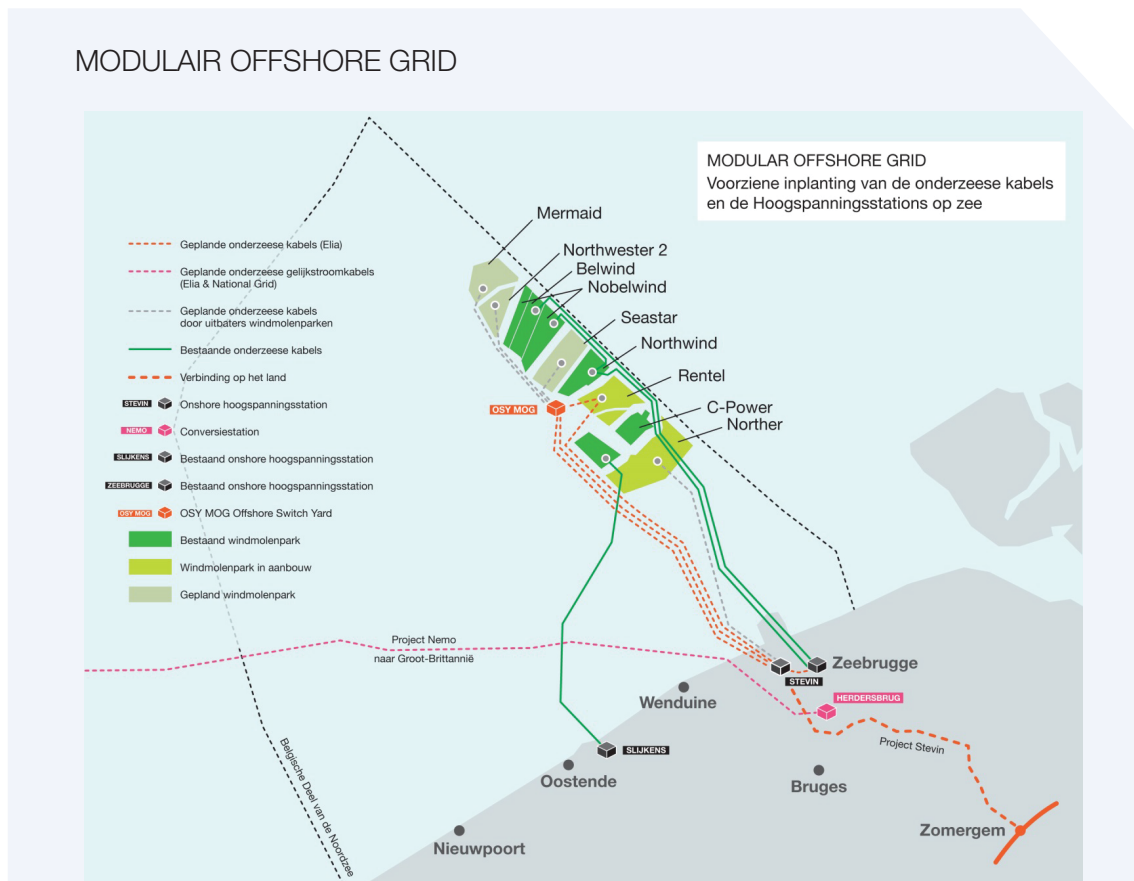 MODULAIR OFFSHORE GRID
MODULAR OFFSHORE GRID
Voorziene inplanting van de onderzeese kabels
en de Hoogspanningsstations op zee
Mermaid
Northwester 2
Belwind
Nobelwind
Seastar
Northwind
Rentel
C-Power
Norther
OSY MOG
Geplande onderzeese kabels (Elia)
Geplande onderzeese gelijkstroomkabels
(Elia & National Grid)
Geplande onderzeese kabels
door uitbaters windmolenparken
Bestaande onderzeese kabels
Verbinding op het land
STEVIN Onshore hoogspanningsstation
NEMO Conversiestation
SLIJKENS Bestaand onshore hoogspanningsstation
ZEEBRUGGE Bestaand onshore hoogspanningsstation
OSY MOG OSY MOG Offshore Switch Yard
Bestaand windmolenpark
Windmolenpark in aanbouw
Gepland windmolenpark
Project Nemo
naar Groot-Brittannië
Belgische Deel van de Noordzee
Zeebrugge
STEVIN
HERDERSBRUG
Wenduine
Project Stevin
SLIJKENS
Oostende
Bruges
Zomergem
Nieuwpoort